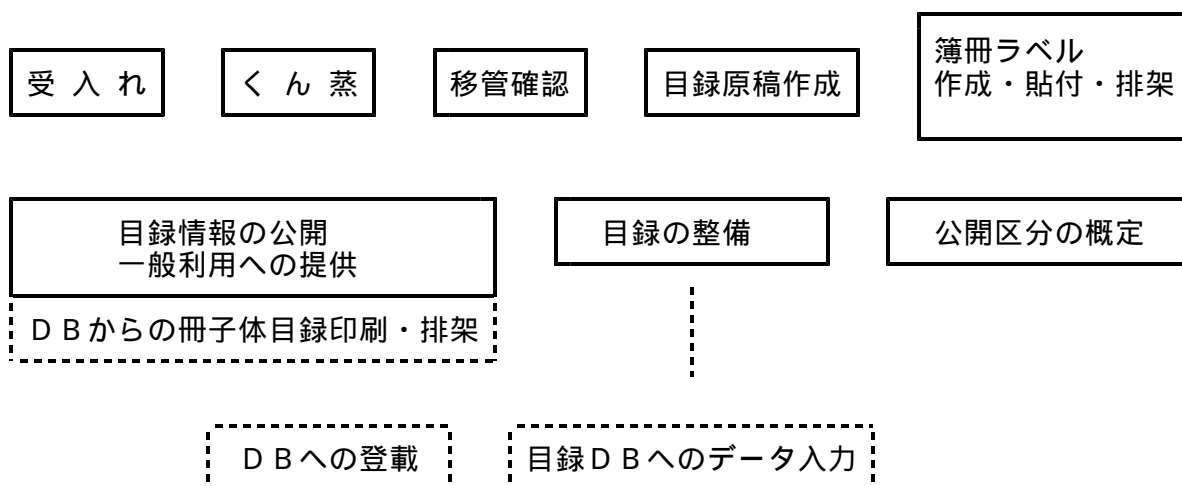 受 入 れ
く ん 蒸
移管確認
目録原稿作成
簿冊ラベル
作成・貼付・排架
目録情報の公開
一般利用への提供
目録の整備
公開区分の概定
ＤＢからの冊子体目録印刷・排架
ＤＢへの登載
目録ＤＢへのデータ入力